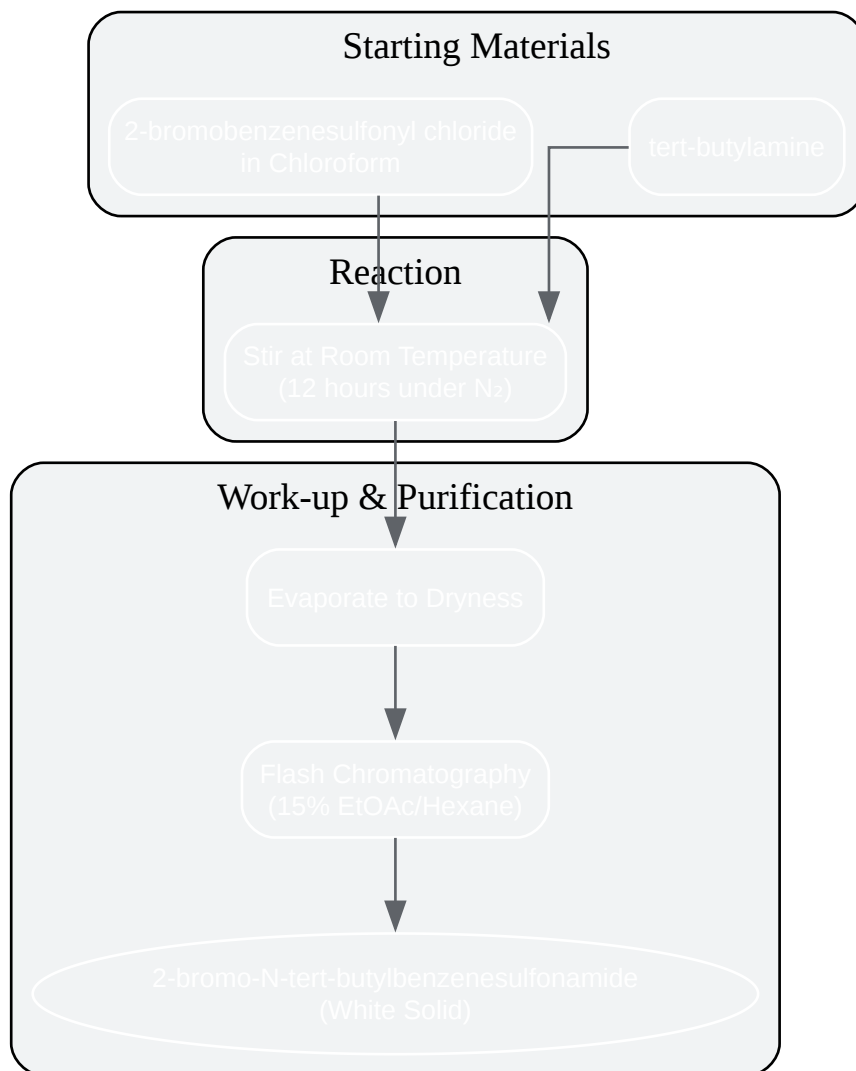 Starting Materials
2-bromobenzenesulfonyl chloride
in Chloroform
tert-butylamine
Reaction
Stir at Room Temperature
(12 hours under N₂)
Work-up & Purification
Evaporate to Dryness
Flash Chromatography
(15% EtOAc/Hexane)
2-bromo-N-tert-butylbenzenesulfonamide
(White Solid)